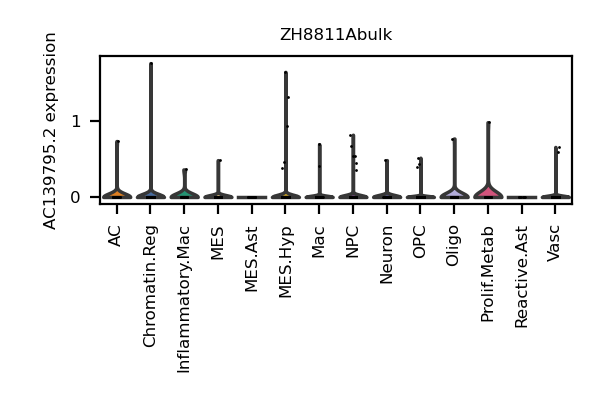 ZH8811Abulk
AC139795.2 expression
1
0
AC
Chromatin.Reg
Inflammatory.Mac
MES
MES.Ast
MES.Hyp
Mac
NPC
Neuron
OPC
Oligo
Prolif.Metab
Reactive.Ast
Vasc